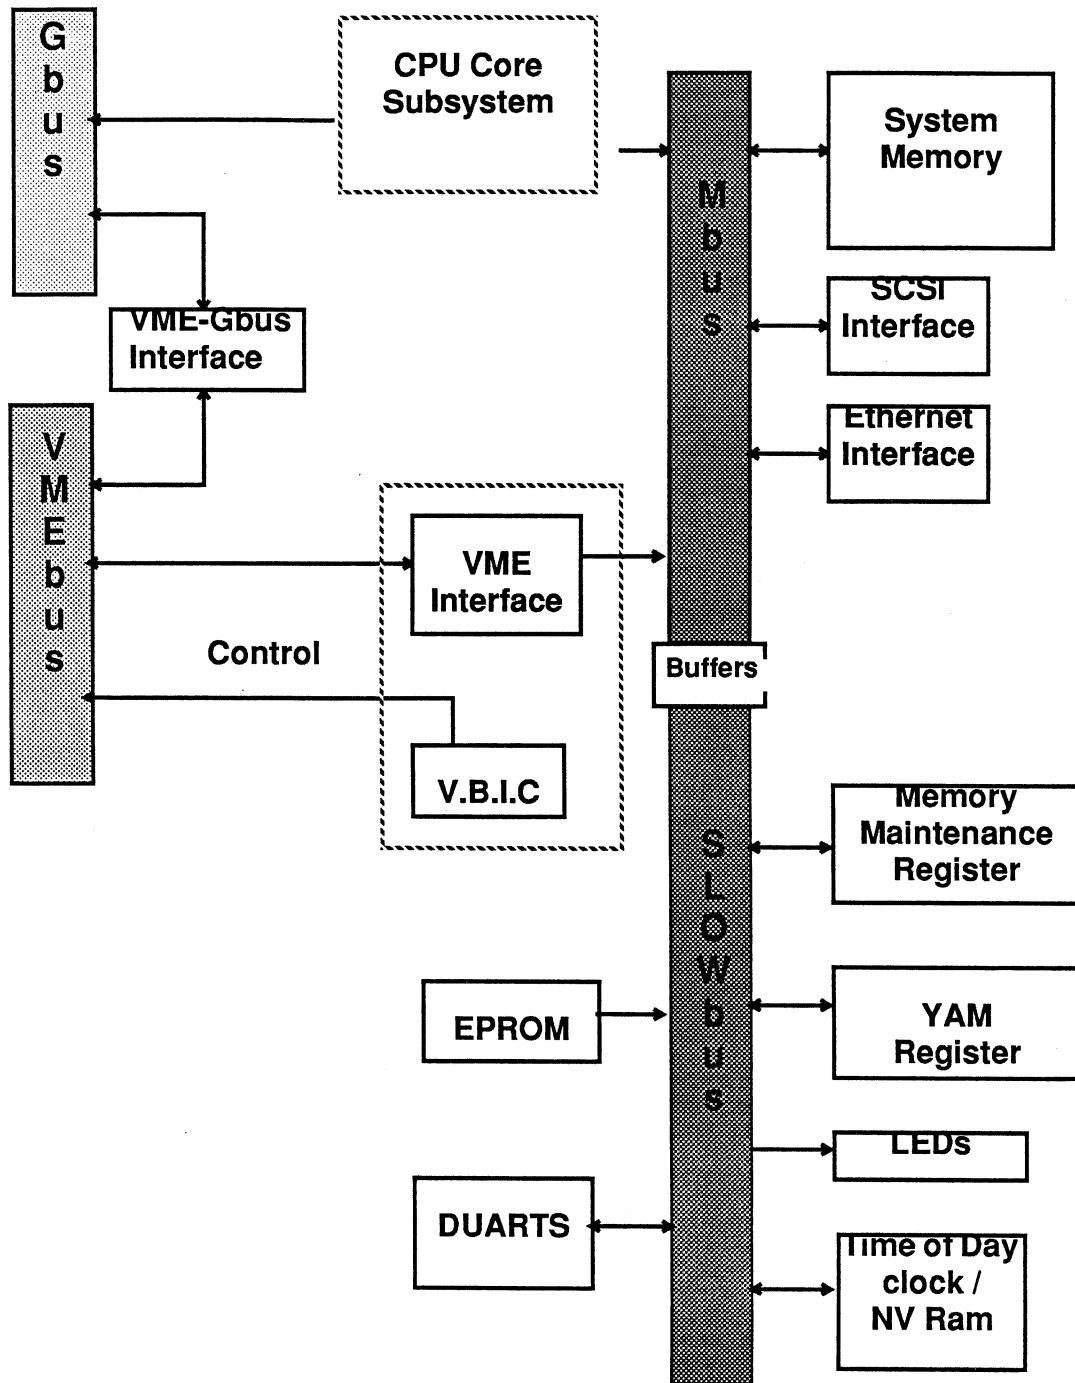 Gbus
CPU Core
Subsystem
System
Memory
Mbus
SCSI
Interface
VME-Gbus
Interface
Ethernet
Interface
VMEbus
VME
Interface
Control
Buffers
V.B.I.C
Memory
Maintenance
Register
SLOWbus
EPROM
YAM
Register
LEDs
DUARTS
Time of Day
clock /
NV Ram